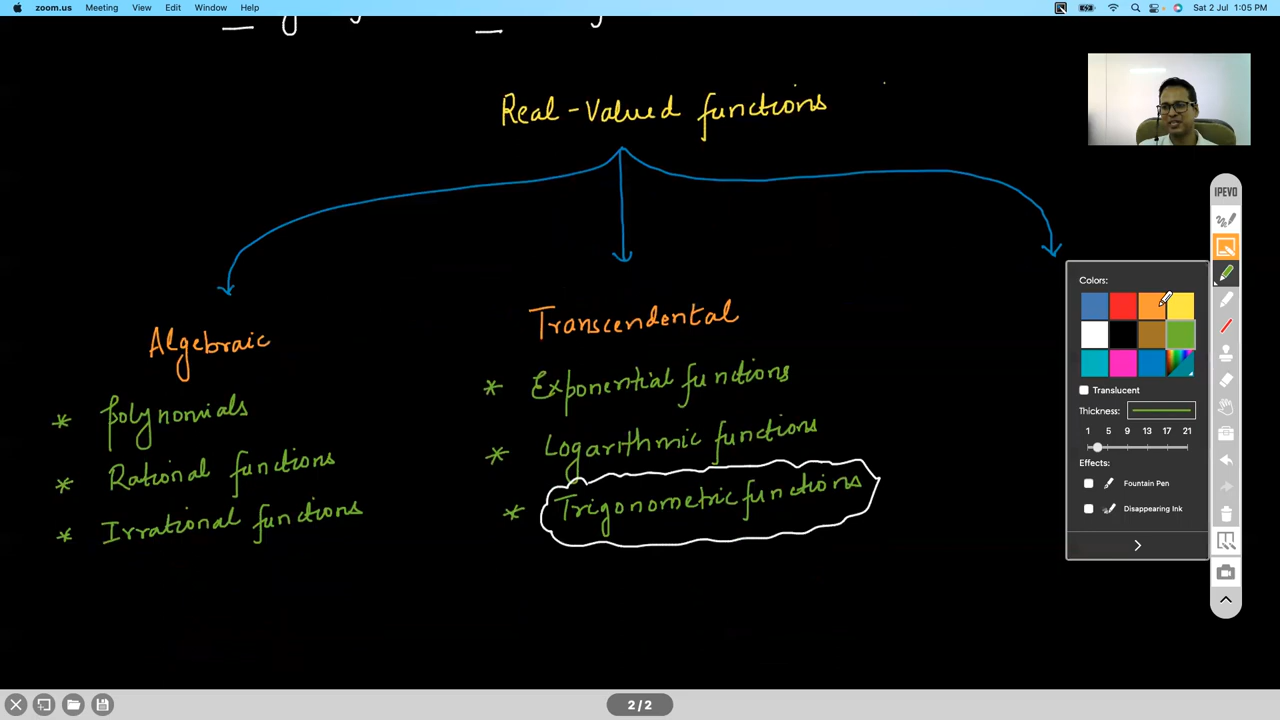 zoom.us Meeting View Edit Window Help Sat 2 Jul 1:05 PM
Real-Valued functions
Algebraic
* polynomials
* Rational functions
* Irrational functions
Transcendental
* Exponential functions
* Logarithmic functions
* Trigonometric functions
IPEVO
Colors:
Translucent
Thickness:
1 5 9 13 17 21
Effects:
Fountain Pen
Disappearing Ink
2/2